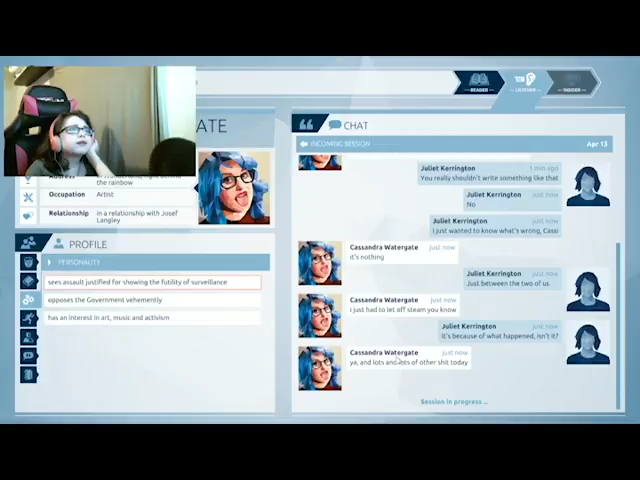 READER
LISTENER
INSIDER
ATE
CHAT
INCOMING SESSION
Apr 13
Address
the rainbow
Occupation
Artist
Relationship
in a relationship with Josef
Langley
PROFILE
PERSONALITY
sees assault justified for showing the futility of surveillance
opposes the Government vehemently
has an interest in art, music and activism
Juliet Kerrington
1 min ago
You really shouldn't write something like that
Juliet Kerrington
just now
No
Juliet Kerrington
just now
I just wanted to know what's wrong, Cassi
Cassandra Watergate
just now
it's nothing
Juliet Kerrington
just now
Just between the two of us
Cassandra Watergate
just now
i just had to let off steam you know
Juliet Kerrington
just now
It's because of what happened, isn't it?
Cassandra Watergate
just now
ya, and lots and lots of other shit today
Session in progress ...